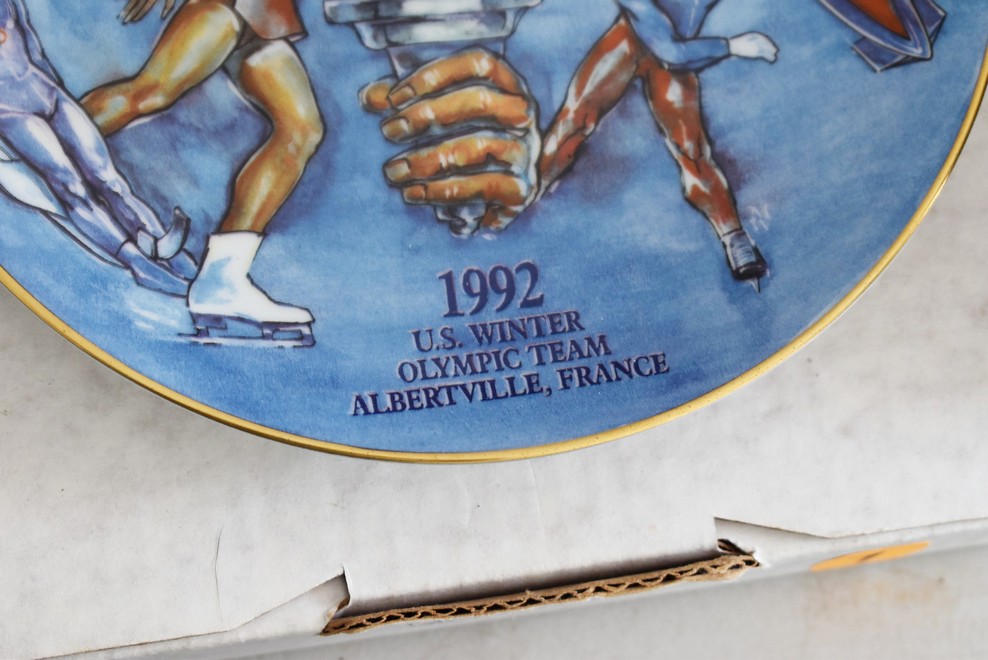 1992
U.S. WINTER
OLYMPIC TEAM
ALBERTVILLE, FRANCE